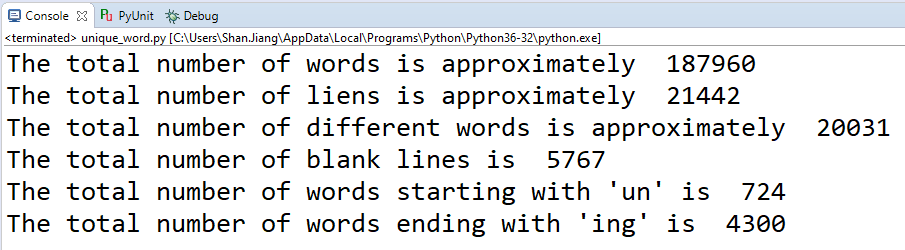 Console PyUnit Debug
<terminated> unique_word.py [C:\Users\Shan.Jiang\AppData\Local\Programs\Python\Python36-32\python.exe]
The total number of words is approximately  187960
The total number of liens is approximately  21442
The total number of different words is approximately  20031
The total number of blank lines is  5767
The total number of words starting with 'un' is  724
The total number of words ending with 'ing' is  4300